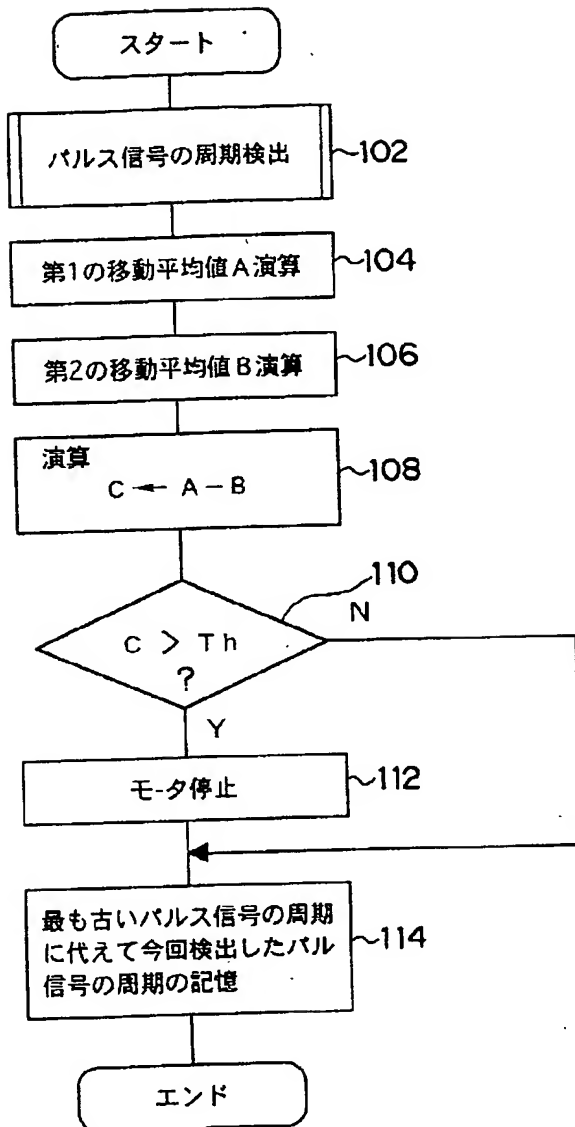 スタート
パルス信号の周期検出
102
第1の移動平均値A演算
104
第2の移動平均値B演算
106
演算
C ← A − B
108
110
C > Th
?
N
Y
モ-タ停止
112
最も古いパルス信号の周期
に代えて今回検出したパル
信号の周期の記憶
114
エンド